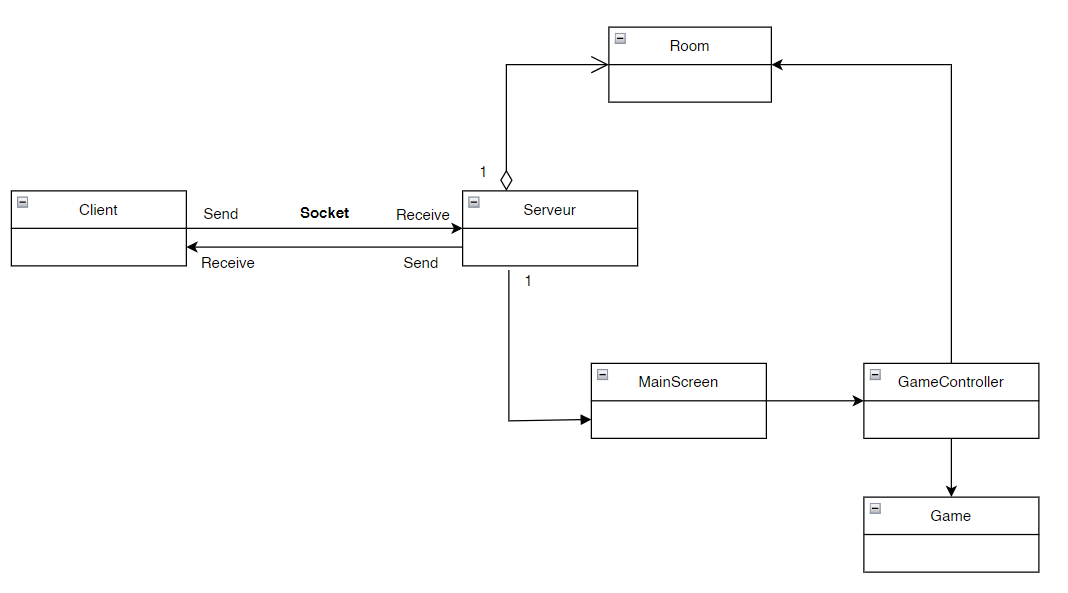 Room
1
Client
Send
Socket
Receive
Serveur
Receive
Send
1
MainScreen
GameController
Game